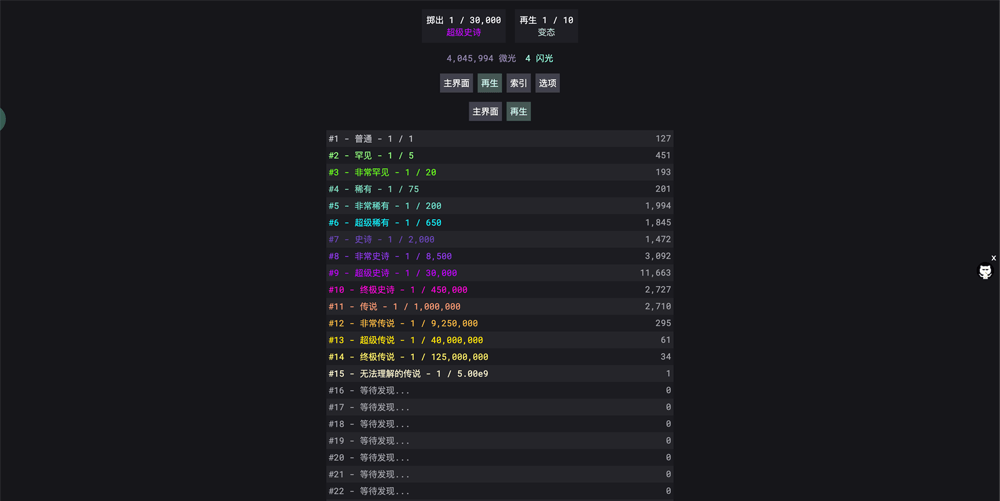 掷出 1 / 30,000 再生 1 / 10
超级史诗 变态
4,045,994 微光 4 闪光
主界面 再生 索引 选项
主界面 再生
#1 - 普通 - 1 / 1 127
#2 - 罕见 - 1 / 5 451
#3 - 非常罕见 - 1 / 20 193
#4 - 稀有 - 1 / 75 201
#5 - 非常稀有 - 1 / 200 1,994
#6 - 超级稀有 - 1 / 650 1,845
#7 - 史诗 - 1 / 2,000 1,472
#8 - 非常史诗 - 1 / 8,500 3,092
#9 - 超级史诗 - 1 / 30,000 11,663
#10 - 终极史诗 - 1 / 450,000 2,727
#11 - 传说 - 1 / 1,000,000 2,710
#12 - 非常传说 - 1 / 9,250,000 295
#13 - 超级传说 - 1 / 40,000,000 61
#14 - 终极传说 - 1 / 125,000,000 34
#15 - 无法理解的传说 - 1 / 5.00e9 1
#16 - 等待发现... 0
#17 - 等待发现... 0
#18 - 等待发现... 0
#19 - 等待发现... 0
#20 - 等待发现... 0
#21 - 等待发现... 0
#22 - 等待发现... 0
x